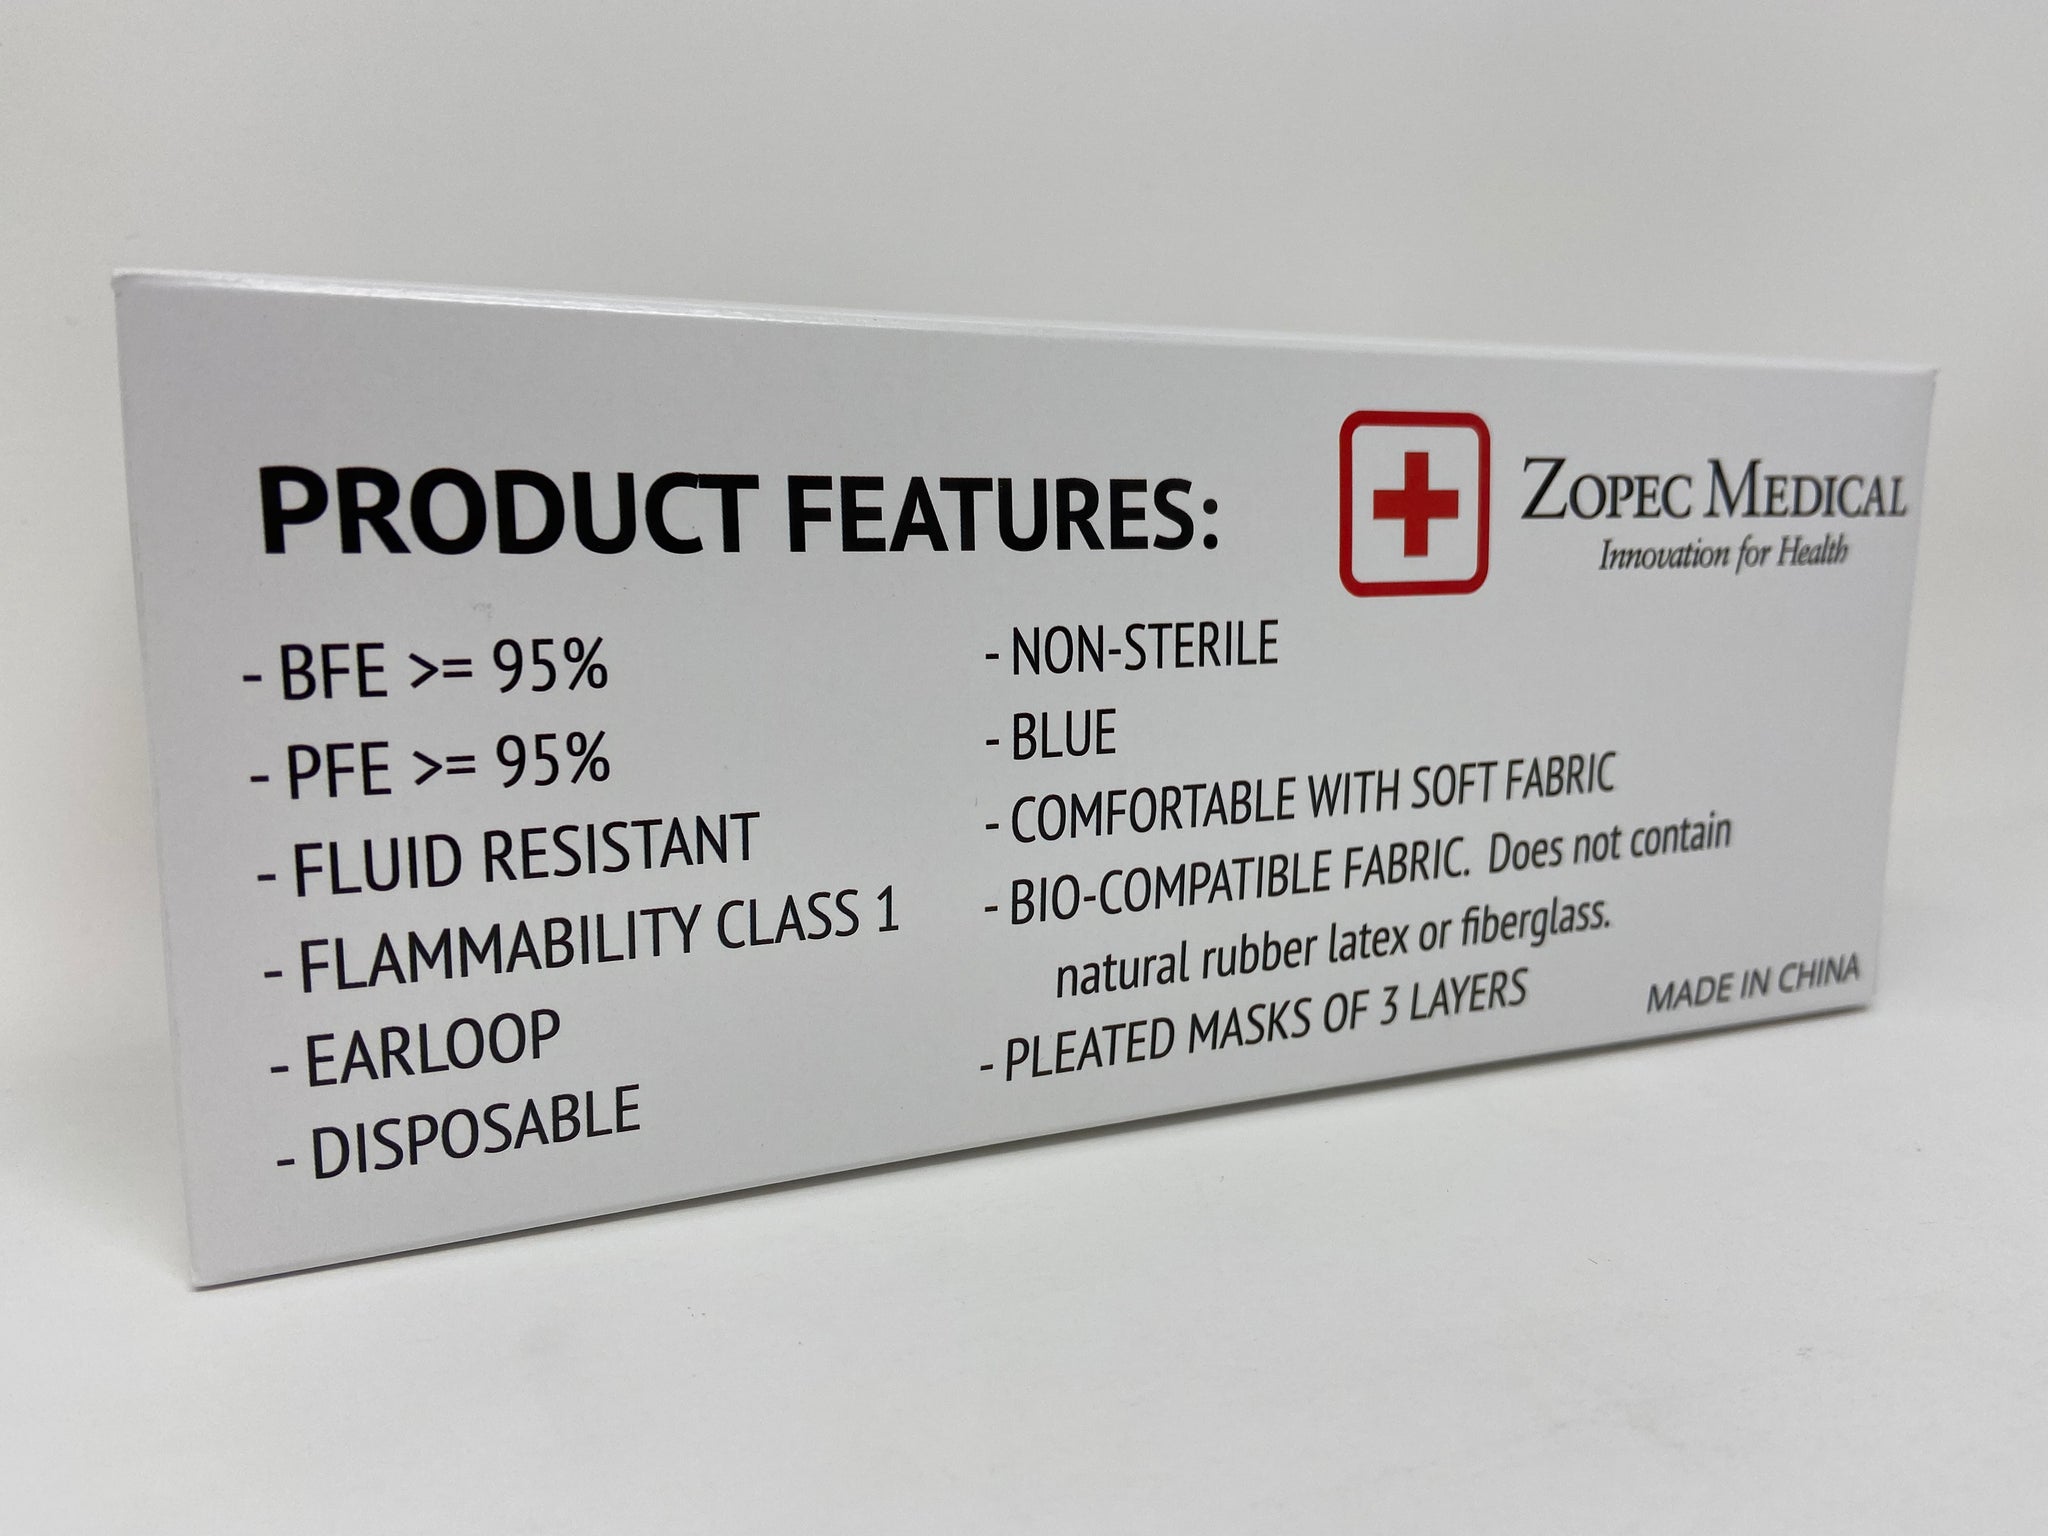 PRODUCT FEATURES:
ZOPEC MEDICAL
Innovation for Health
- BFE >= 95%
- PFE >= 95%
- FLUID RESISTANT
- FLAMMABILITY CLASS 1
- EARLOOP
- DISPOSABLE
- NON-STERILE
- BLUE
- COMFORTABLE WITH SOFT FABRIC
- BIO-COMPATIBLE FABRIC. Does not contain
natural rubber latex or fiberglass.
- PLEATED MASKS OF 3 LAYERS
MADE IN CHINA